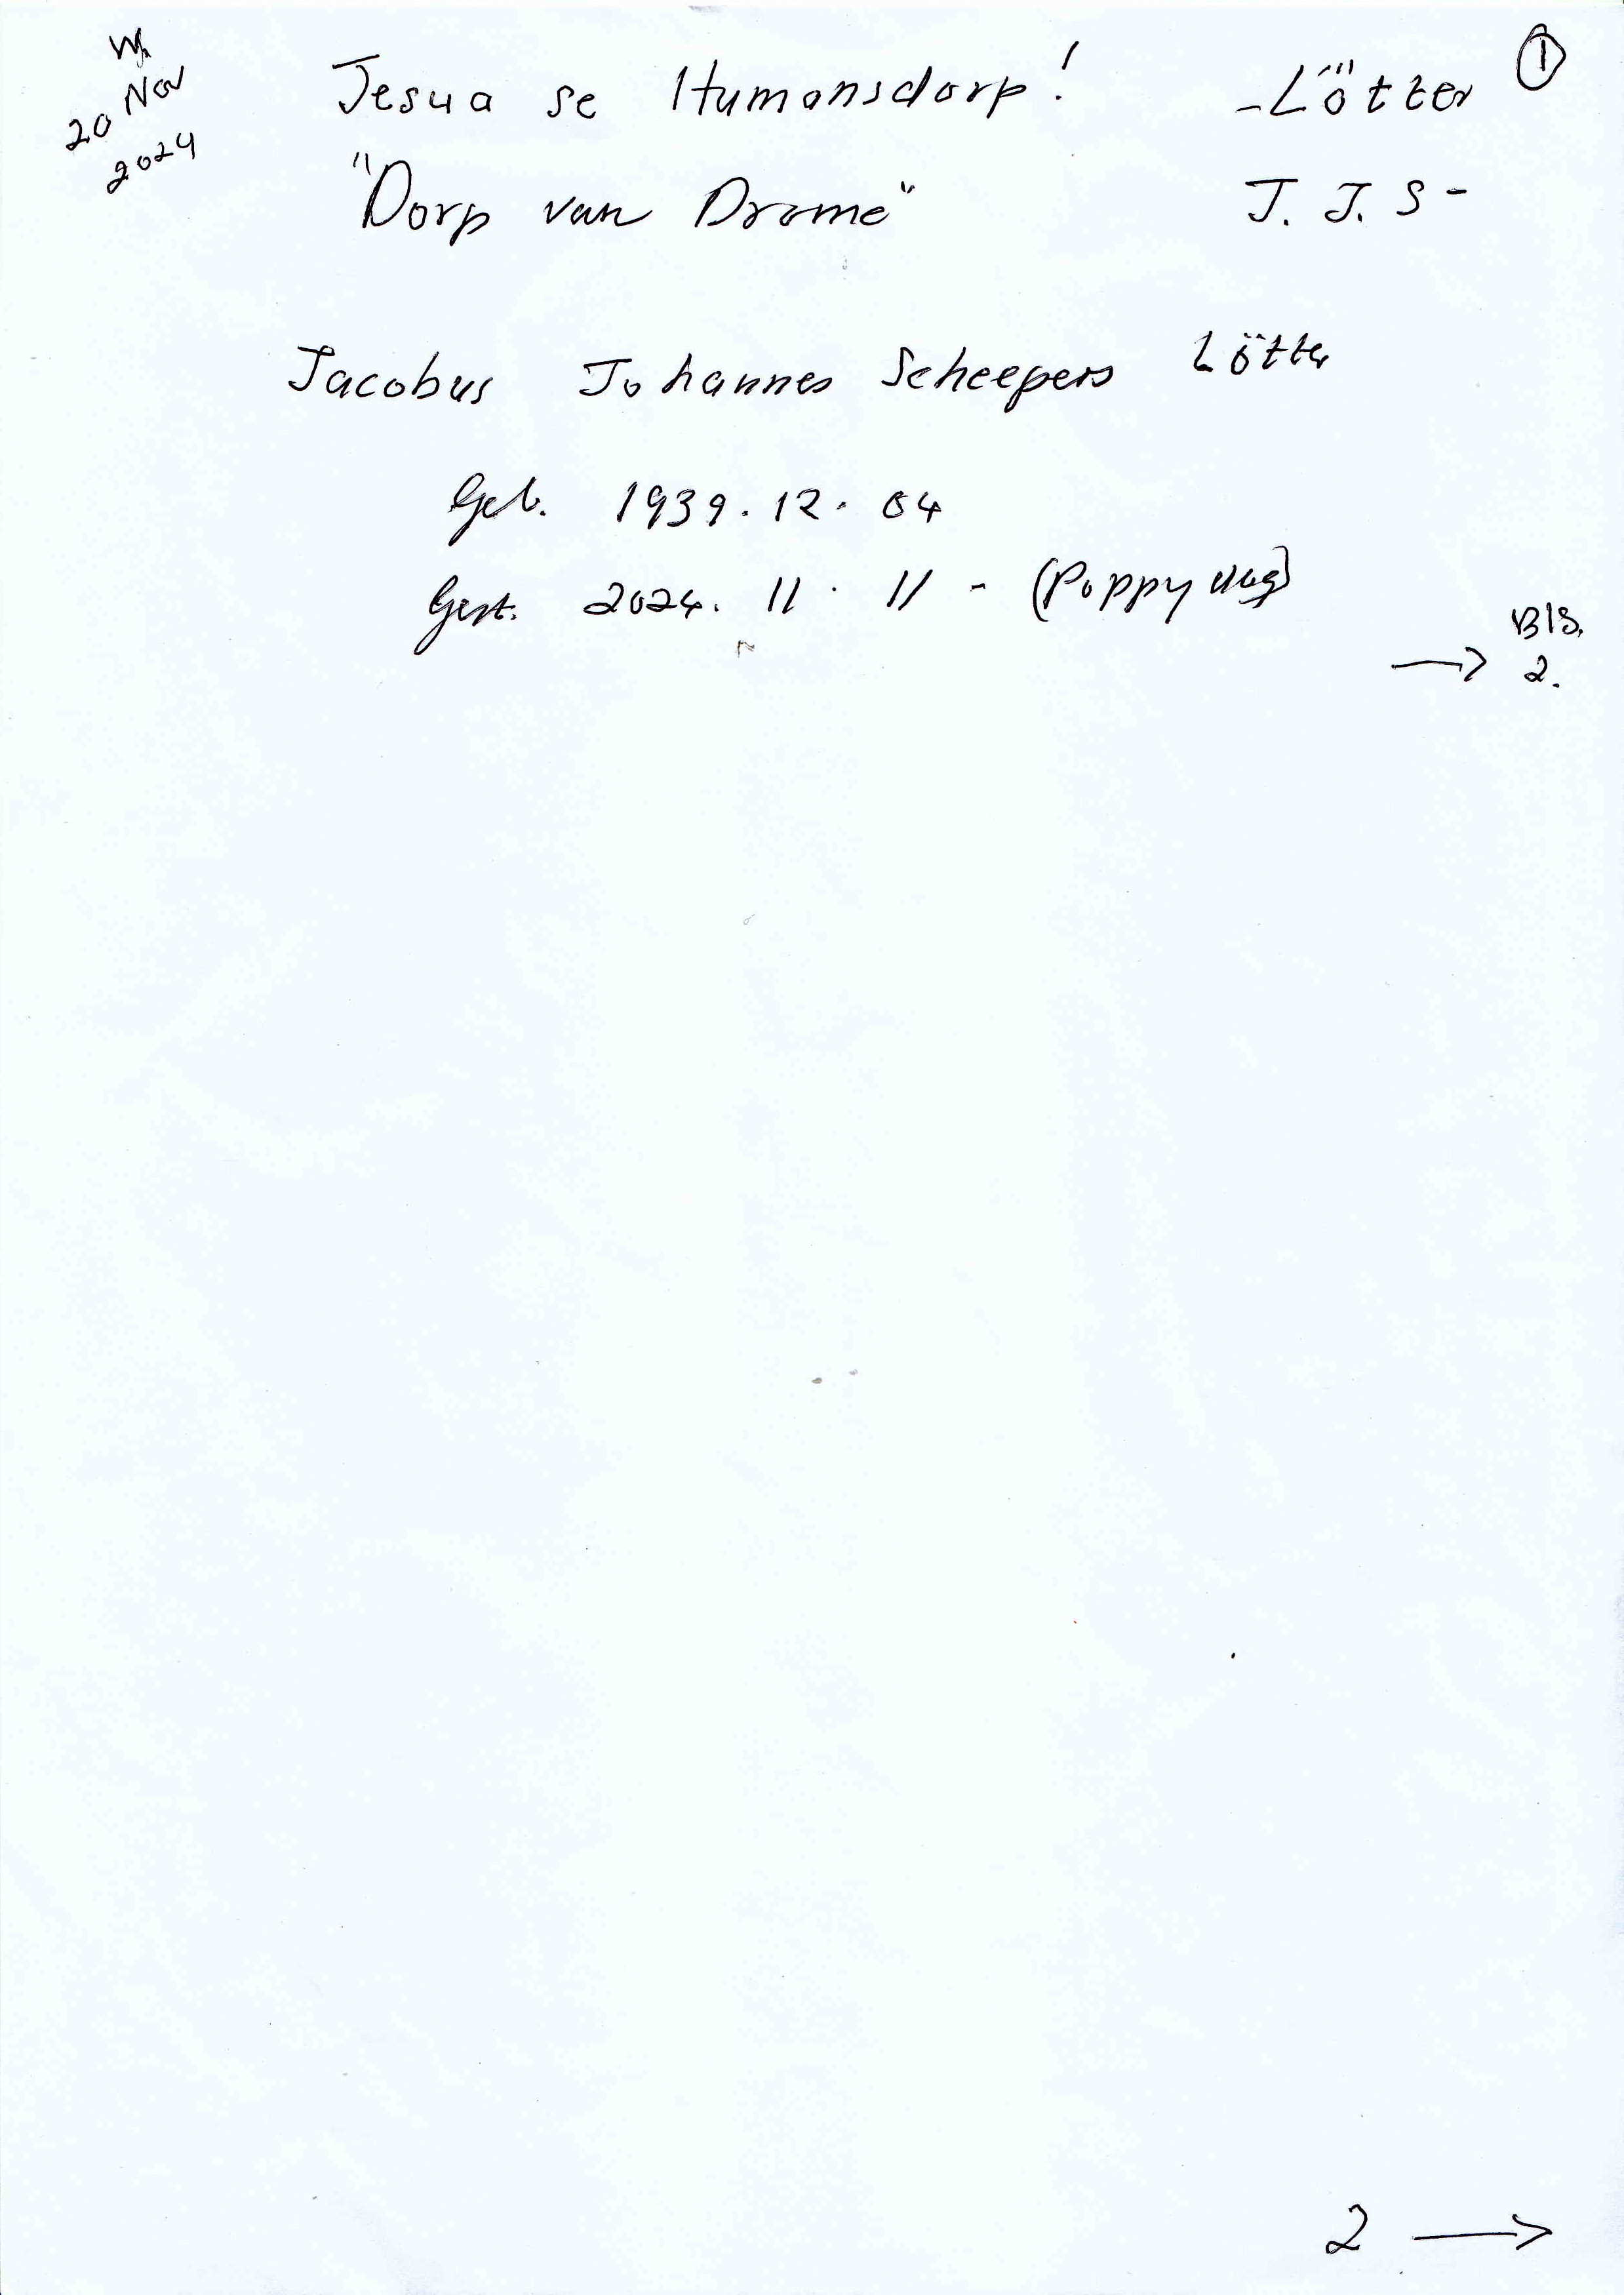 W.
20 Nov
2024
Jesua se Humansdorp! -Lötter ①
"Dorp van Drome" J. J. S -
Jacobus Johannes Scheepers Lötter
Geb. 1939.12.04
Gest. 2024.11.11 - (Poppy dag)
Bls.
→ 2.
2 →